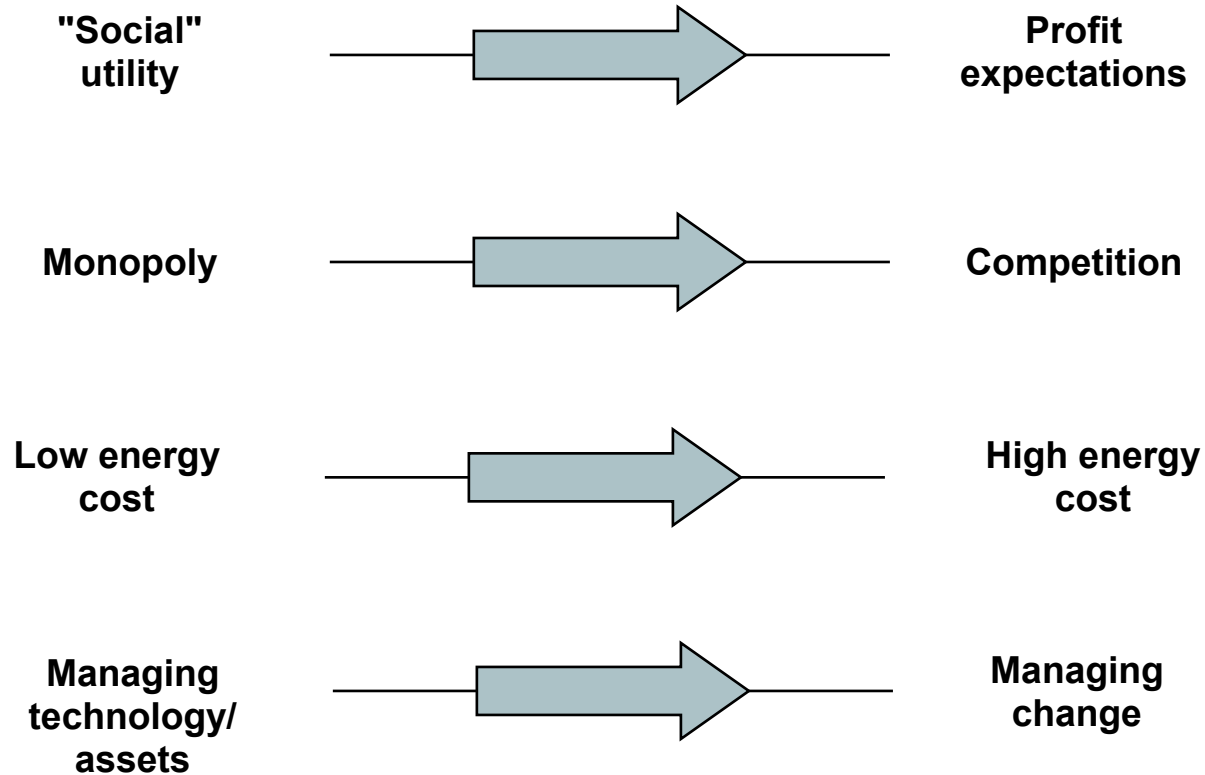 "Social"
utility
Profit
expectations
Monopoly
Competition
Low energy
cost
High energy
cost
Managing
technology/
assets
Managing
change